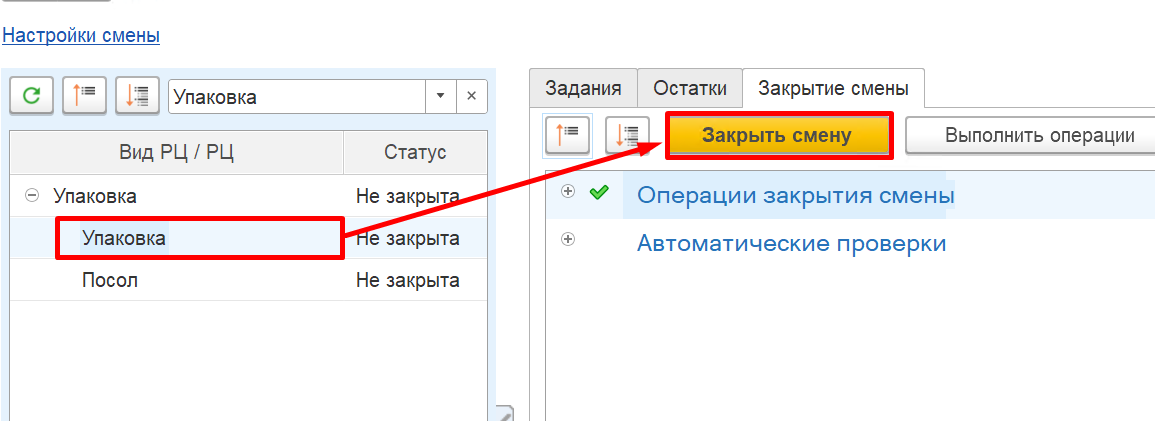 Настройки смены
Упаковка
Вид РЦ / РЦ Статус
Упаковка Не закрыта
Упаковка Не закрыта
Посол Не закрыта
Задания Остатки Закрытие смены
Закрыть смену Выполнить операции
Операции закрытия смены
Автоматические проверки